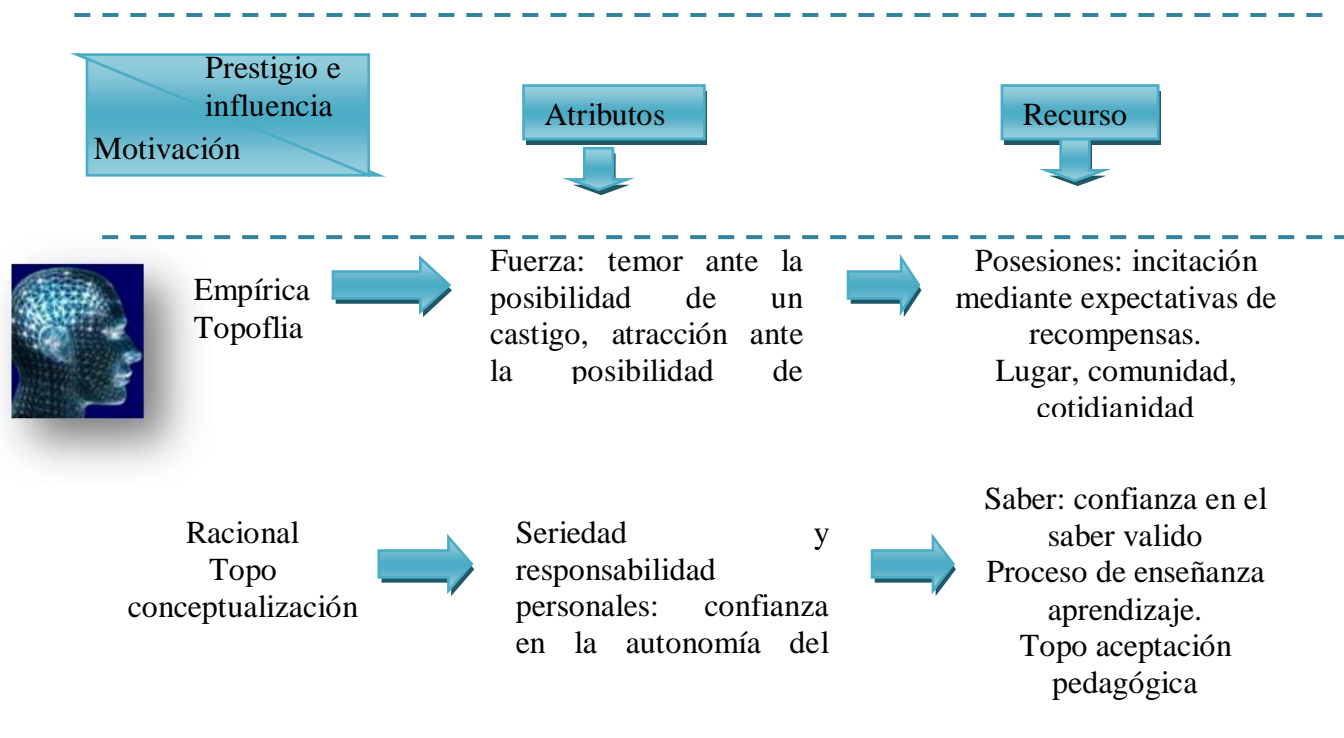 Prestigio e
influencia
Motivación
Atributos
Recurso
Empírica
Topoflia
Fuerza: temor ante la
posibilidad de un
castigo, atracción ante
la posibilidad de
Posesiones: incitación
mediante expectativas de
recompensas.
Lugar, comunidad,
cotidianidad
Racional
Topo
conceptualización
Seriedad y
responsabilidad
personales: confianza
en la autonomía del
Saber: confianza en el
saber valido
Proceso de enseñanza
aprendizaje.
Topo aceptación
pedagógica